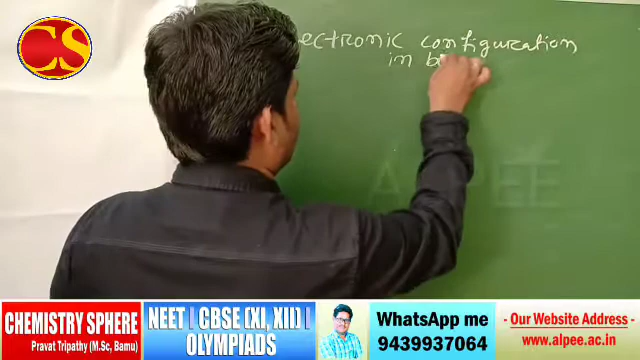 CS
ectronic configuration
in b
ALPEE
CHEMISTRY SPHERE
Pravat Tripathy (M.Sc, Bamu)
NEET | CBSE (XI, XII) |
OLYMPIADS
WhatsApp me
9439937064
- Our Website Address -
www.alpee.ac.in